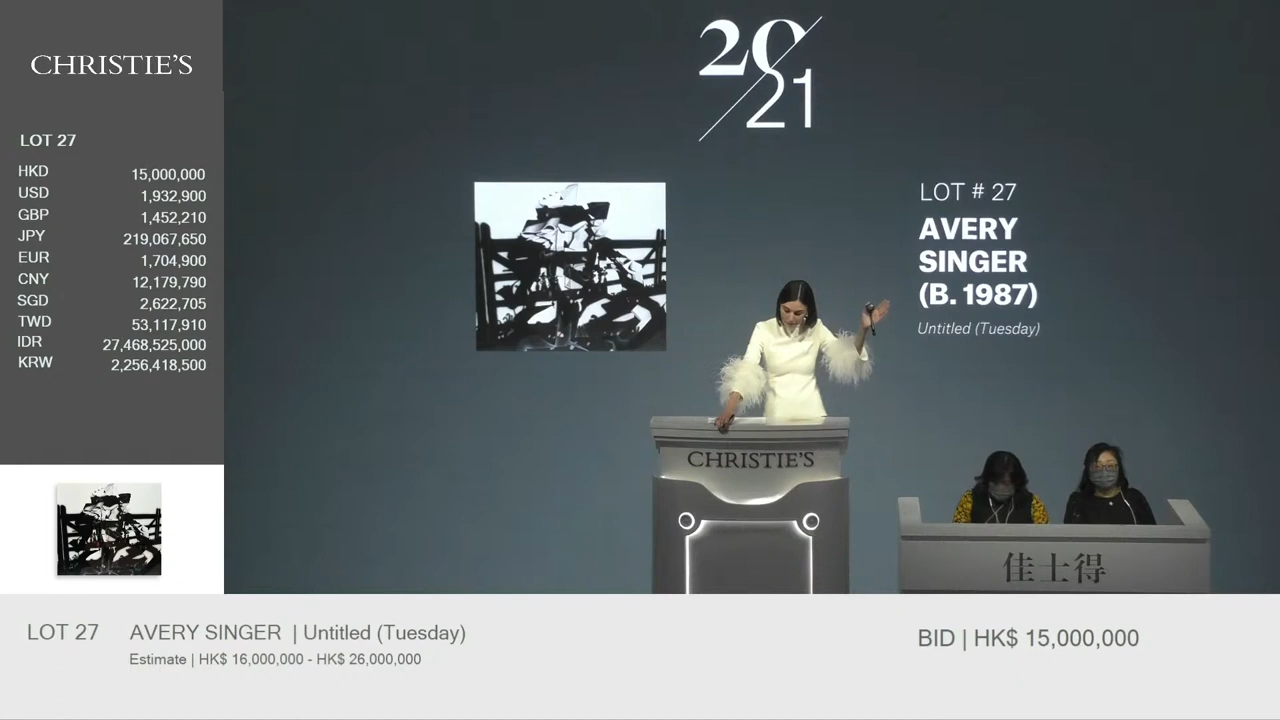 CHRISTIE'S
LOT 27
HKD 15,000,000
USD 1,932,900
GBP 1,452,210
JPY 219,067,650
EUR 1,704,900
CNY 12,179,790
SGD 2,622,705
TWD 53,117,910
IDR 27,468,525,000
KRW 2,256,418,500
20
21
LOT # 27
AVERY
SINGER
(B. 1987)
Untitled (Tuesday)
CHRISTIE'S
佳士得
LOT 27 AVERY SINGER | Untitled (Tuesday)
Estimate | HK$ 16,000,000 - HK$ 26,000,000
BID | HK$ 15,000,000